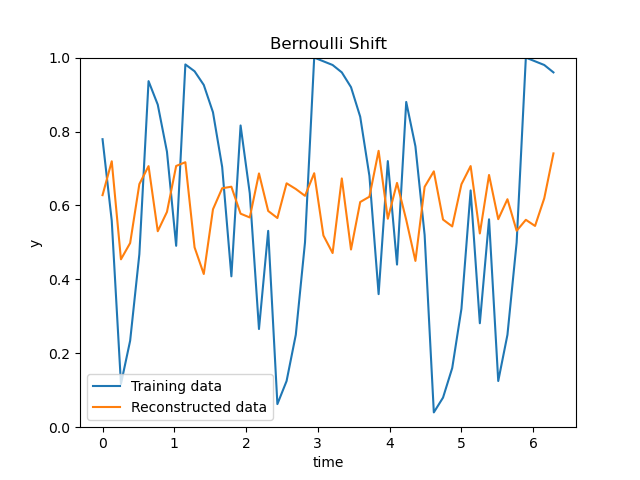 Bernoulli Shift
y
1.0
0.8
0.6
0.4
0.2
0.0
Training data
Reconstructed data
0 1 2 3 4 5 6
time